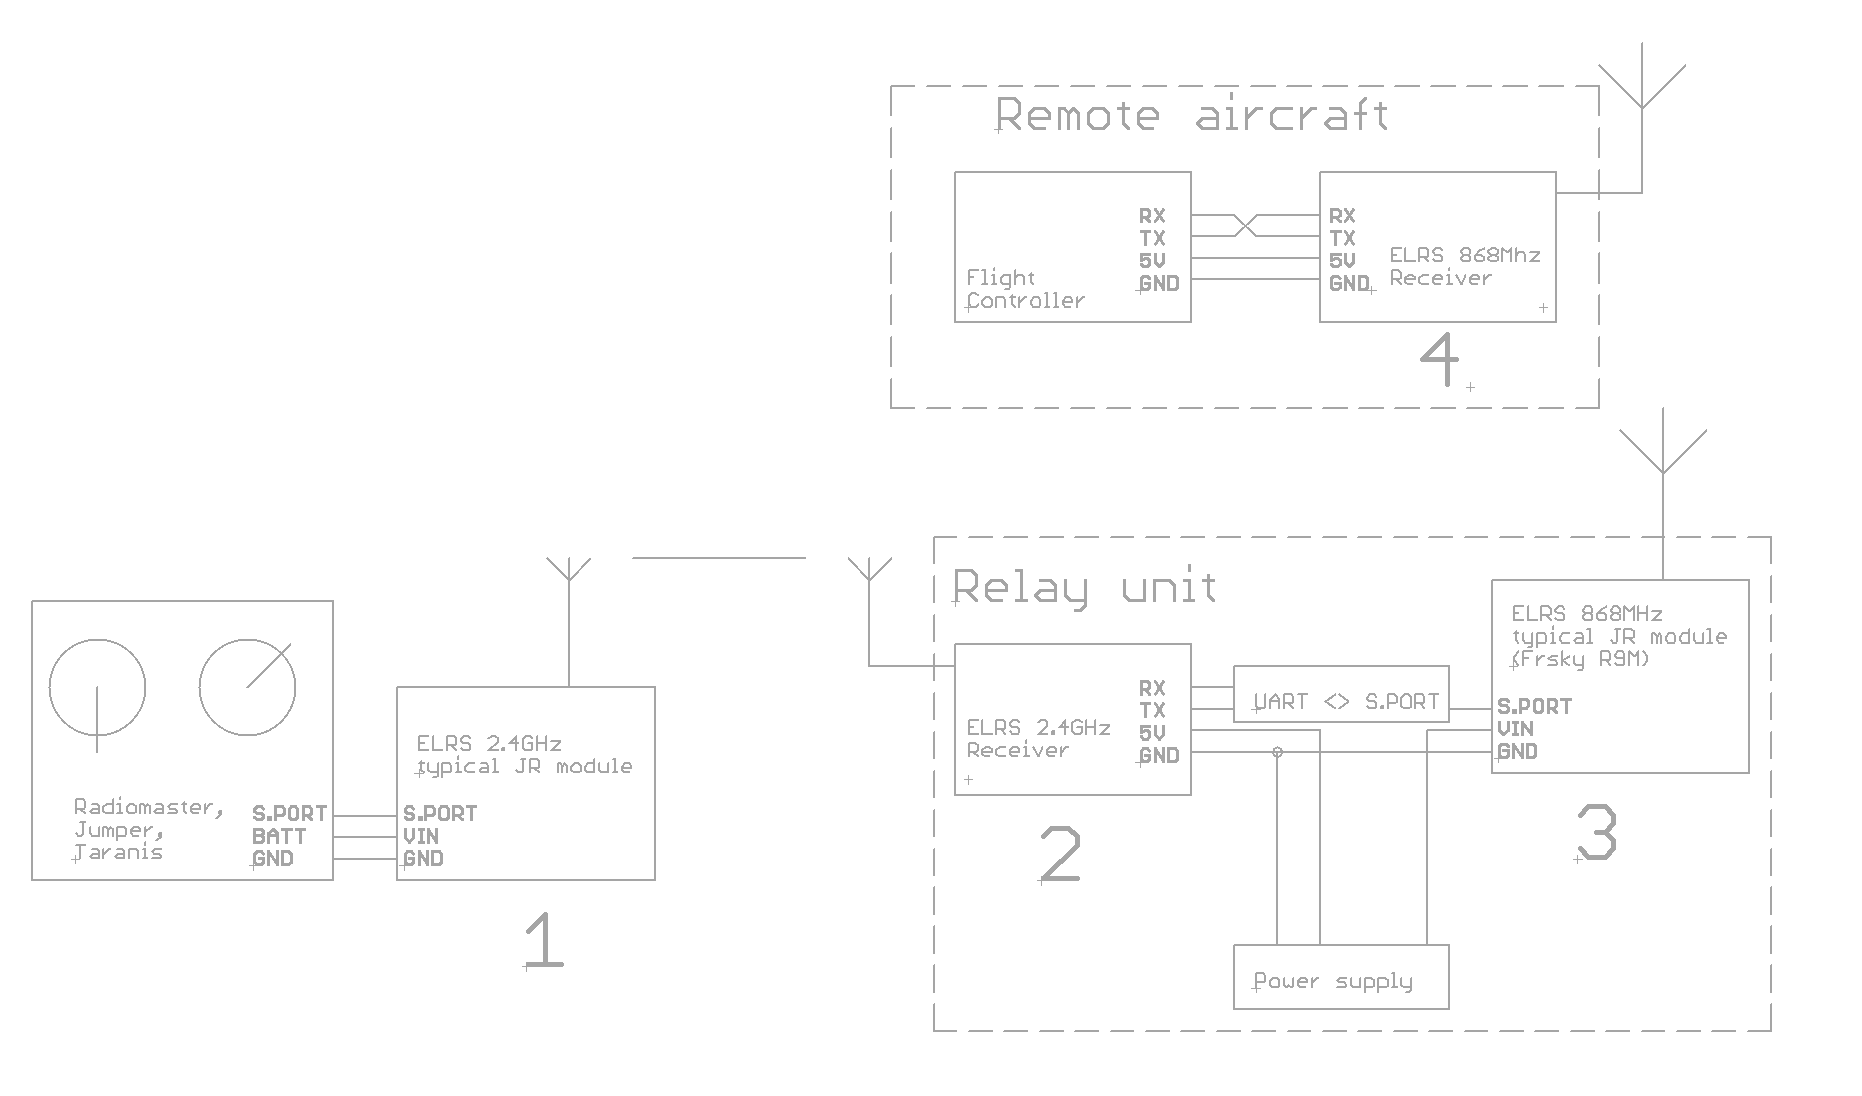 Remote aircraft
RX
TX
5V
GND
Flight
Controller
RX
TX
5V
GND
ELRS 868Mhz
Receiver
4
Relay unit
ELRS 2.4GHz
Receiver
RX
TX
5V
GND
2
UART <> S.PORT
ELRS 868MHz
typical JR module
(Frsky R9M)
S.PORT
VIN
GND
3
Power supply
Radiomaster,
Jumper,
Taranis
S.PORT
BATT
GND
ELRS 2.4GHz
typical JR module
S.PORT
VIN
GND
1